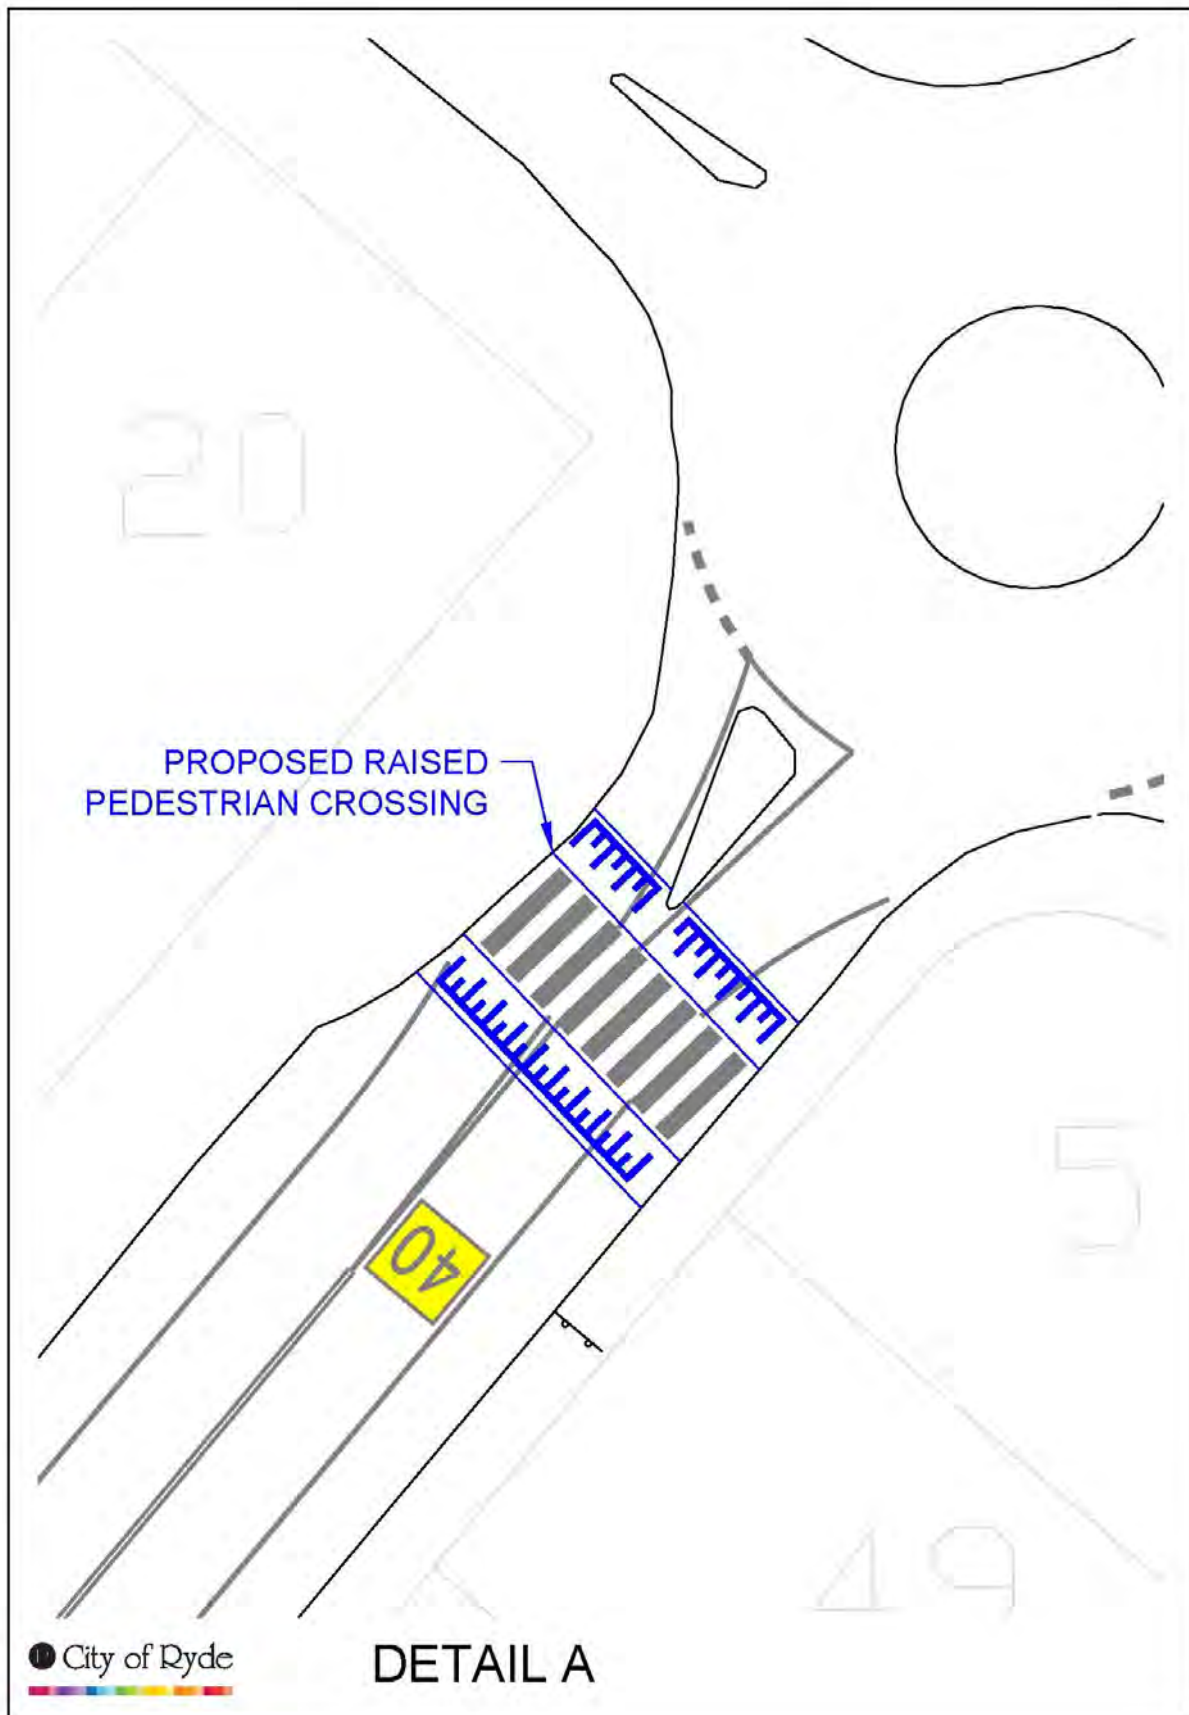 20
PROPOSED RAISED
PEDESTRIAN CROSSING
5
40
49
City of Ryde
DETAIL A